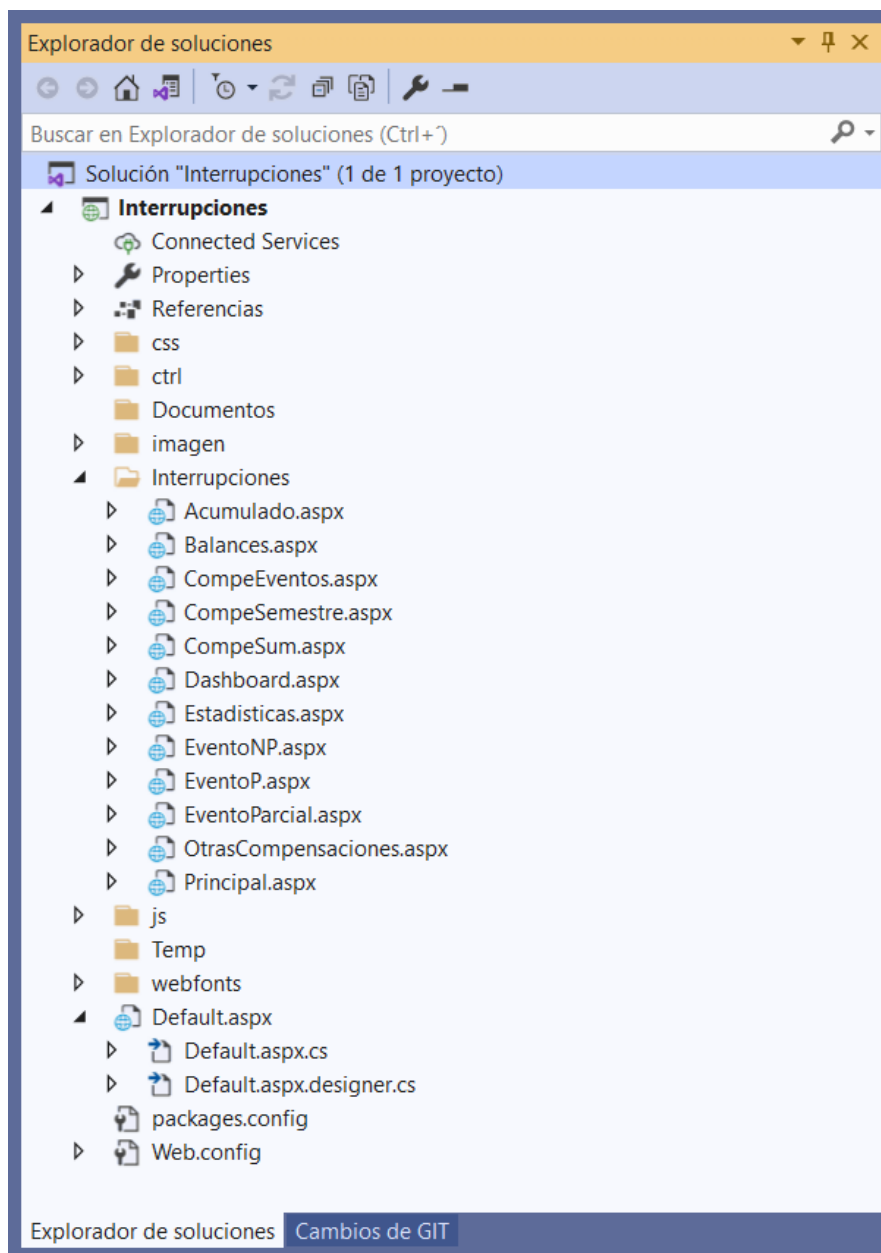 Explorador de soluciones
Buscar en Explorador de soluciones (Ctrl+´)
Solución "Interrupciones" (1 de 1 proyecto)
Interrupciones
Connected Services
Properties
Referencias
css
ctrl
Documentos
imagen
Interrupciones
Acumulado.aspx
Balances.aspx
CompeEventos.aspx
CompeSemestre.aspx
CompeSum.aspx
Dashboard.aspx
Estadisticas.aspx
EventoNP.aspx
EventoP.aspx
EventoParcial.aspx
OtrasCompensaciones.aspx
Principal.aspx
js
Temp
webfonts
Default.aspx
Default.aspx.cs
Default.aspx.designer.cs
packages.config
Web.config
Explorador de soluciones Cambios de GIT